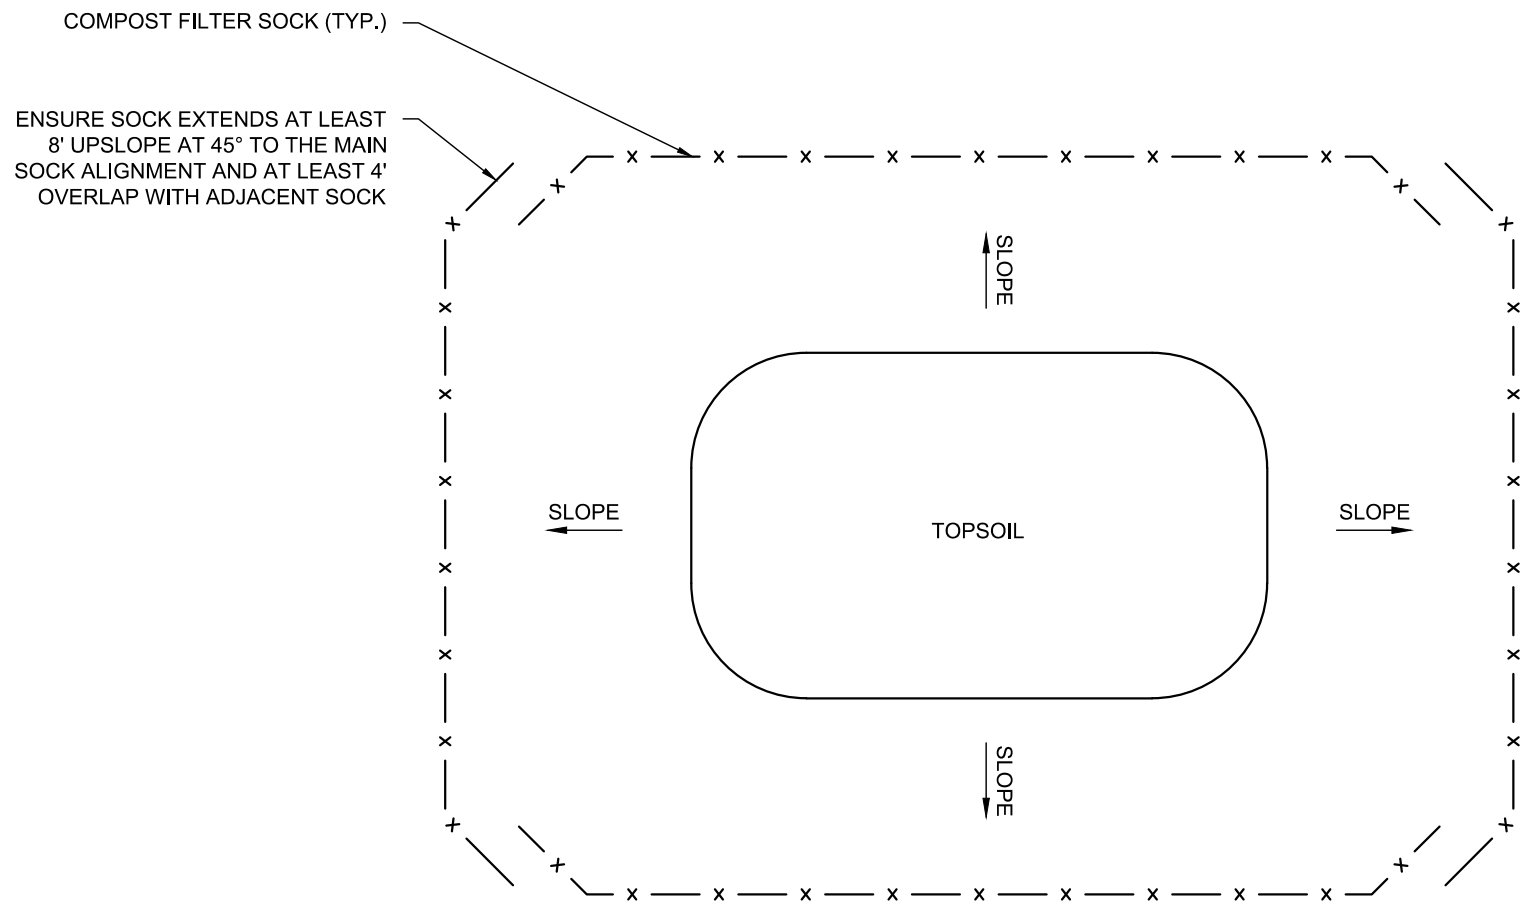 COMPOST FILTER SOCK (TYP.)
ENSURE SOCK EXTENDS AT LEAST
8' UPSLOPE AT 45° TO THE MAIN
SOCK ALIGNMENT AND AT LEAST 4'
OVERLAP WITH ADJACENT SOCK
SLOPE
SLOPE
TOPSOIL
SLOPE
SLOPE